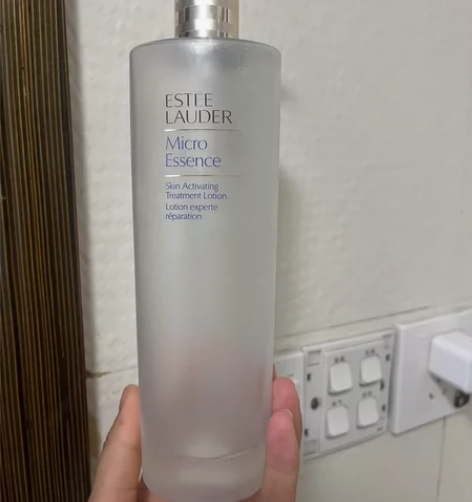 ESTEE
LAUDER
Micro
Essence
Skin Activating
Treatment Lotion
Lotion experte
réparation